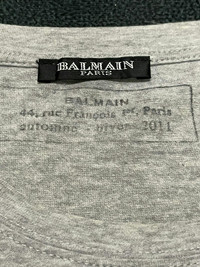 BALMAIN
PARIS
BALMAIN
44, rue François 1er, Paris
automne - hiver 2011